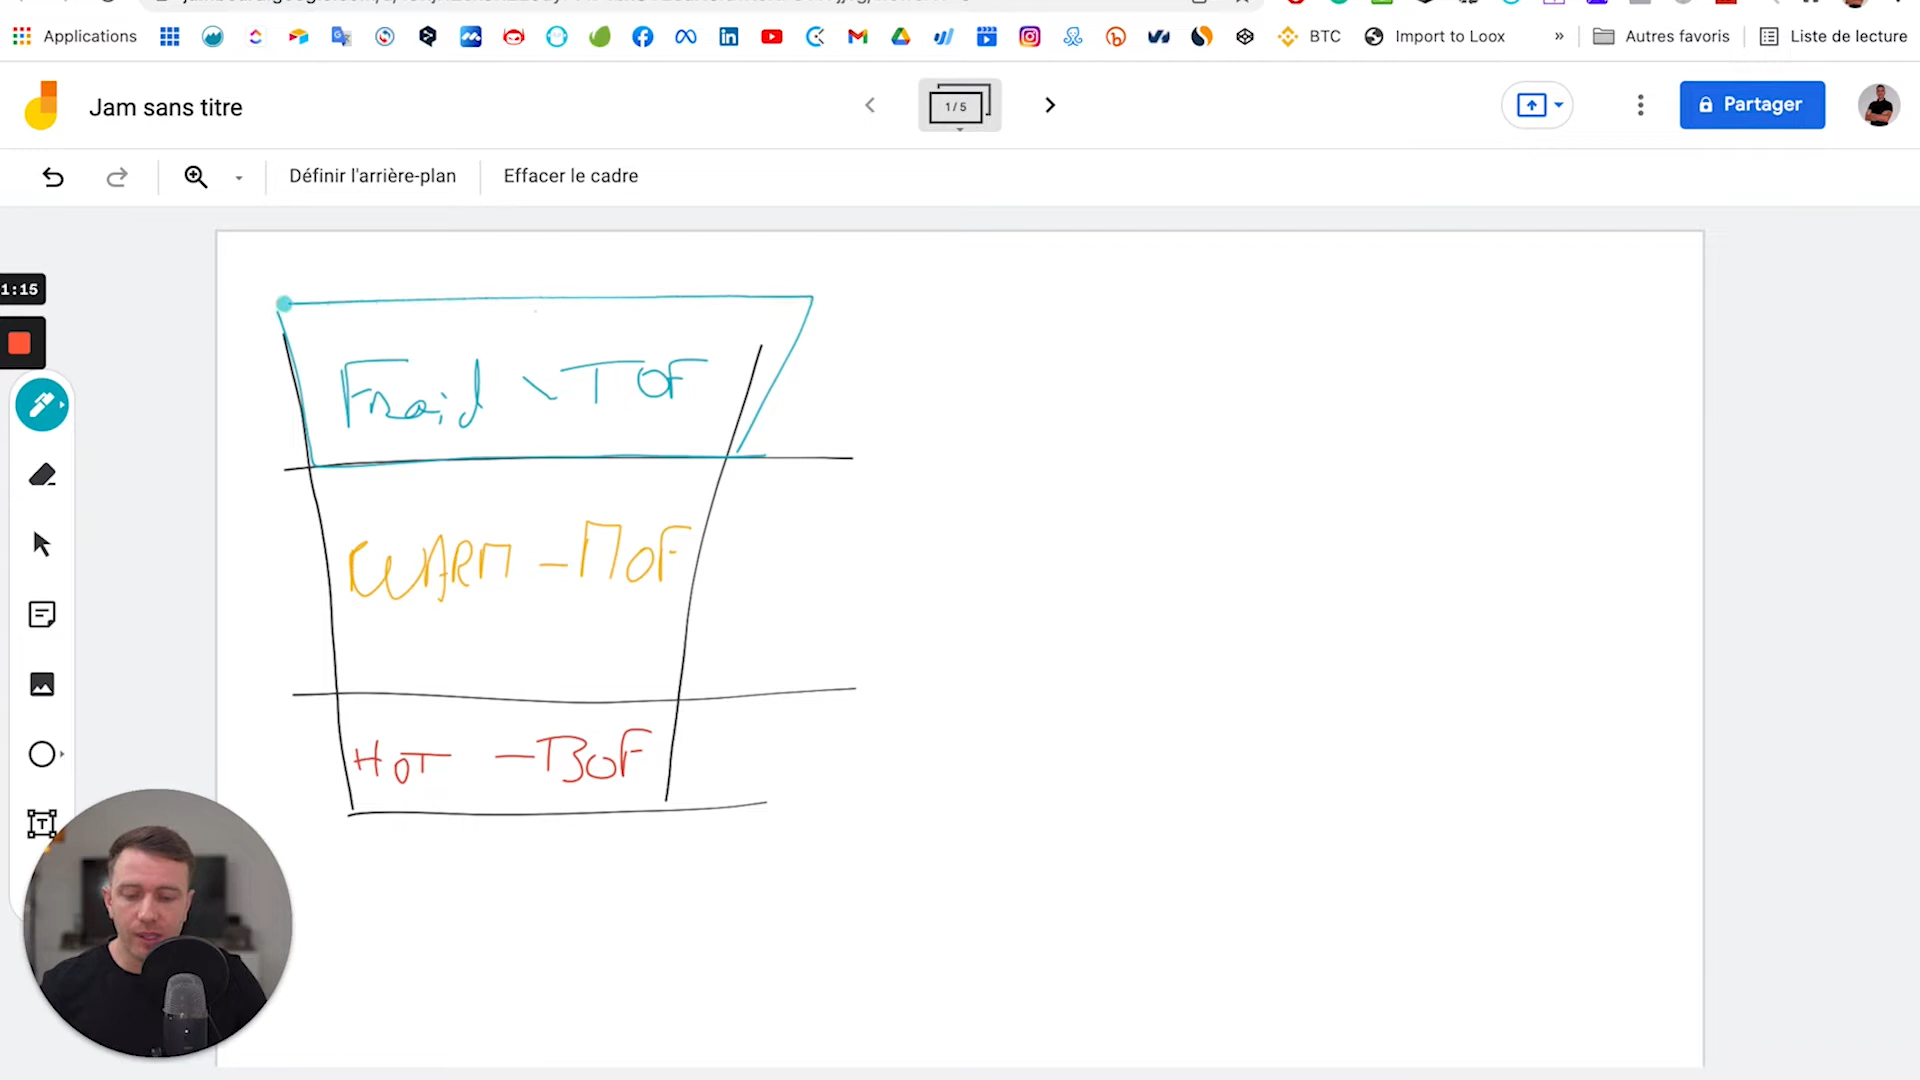 Applications
BTC
Import to Loox
»
Autres favoris
Liste de lecture
Jam sans titre
1 / 5
Partager
Définir l'arrière-plan
Effacer le cadre
1:15
Froid - TOF
WARM - MOF
HOT - BOF